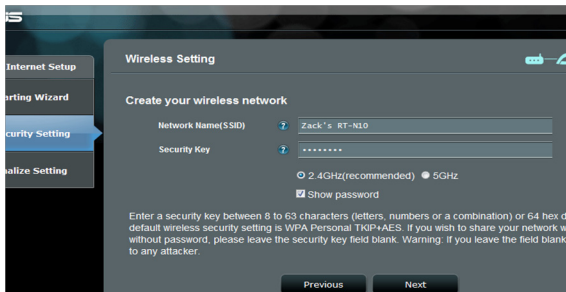 Wireless Setting
Internet Setup
Create your wireless network
Network Name(SSID) ? Zack's RT-N10
Security Key ? ••••••••
2.4GHz(recommended) 5GHz
Show password
Enter a security key between 8 to 63 characters (letters, numbers or a combination) or 64 hex
default wireless security setting is WPA Personal TKIP+AES. If you wish to share your network
without password, please leave the security key field blank. Warning: If you leave the field blank
to any attacker.
Wizard
Setting
Setting
Previous Next